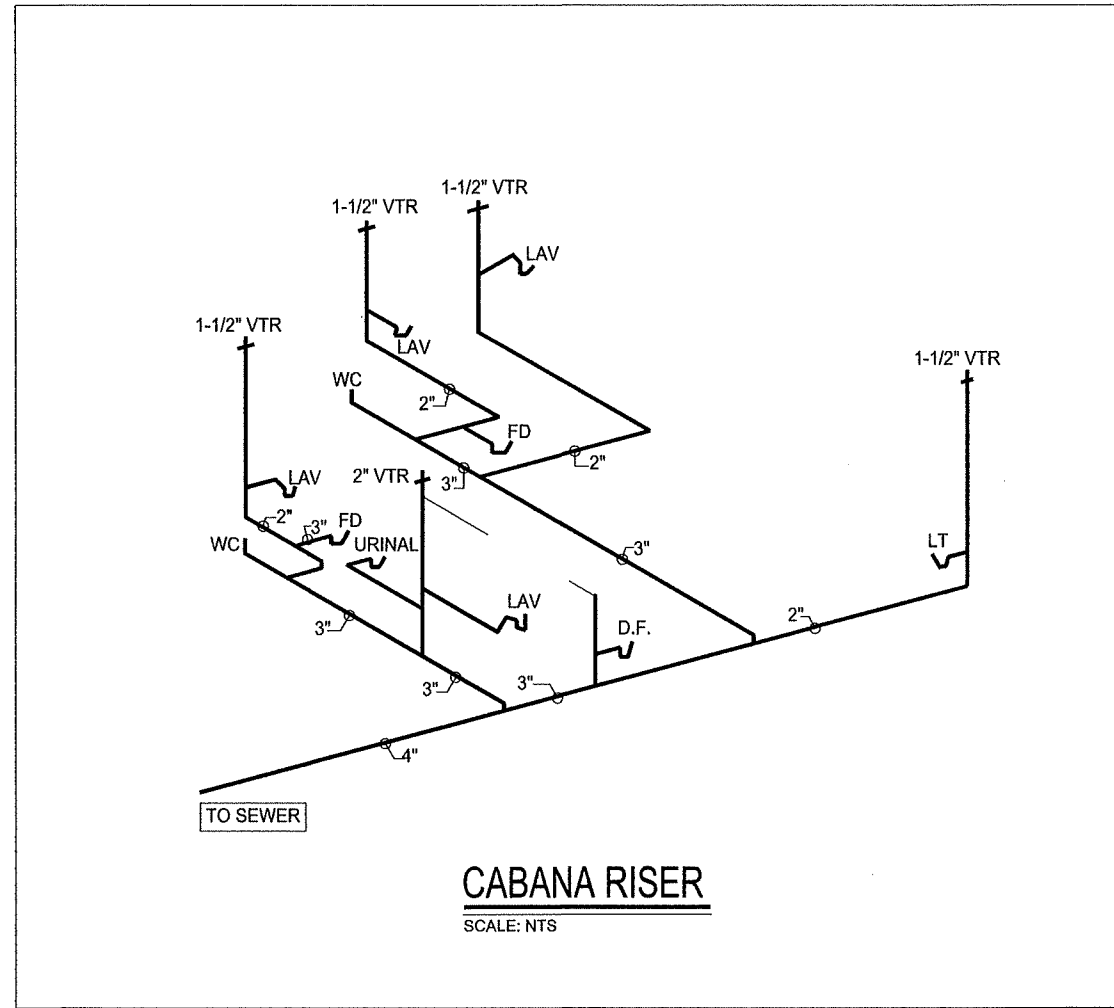 1-1/2" VTR
1-1/2" VTR
LAV
1-1/2" VTR
LAV
1-1/2" VTR
WC
2"
FD
2"
3"
2" VTR
LAV
2"
3"
FD
URINAL
WC
3"
LT
LAV
3"
D.F.
2"
3"
3"
4"
TO SEWER
CABANA RISER
SCALE: NTS